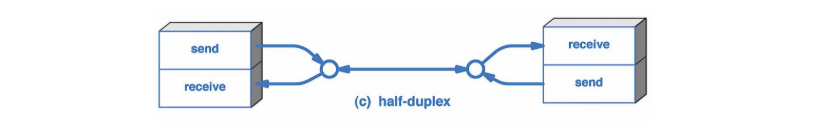 send
receive
receive
send
(c) half-duplex